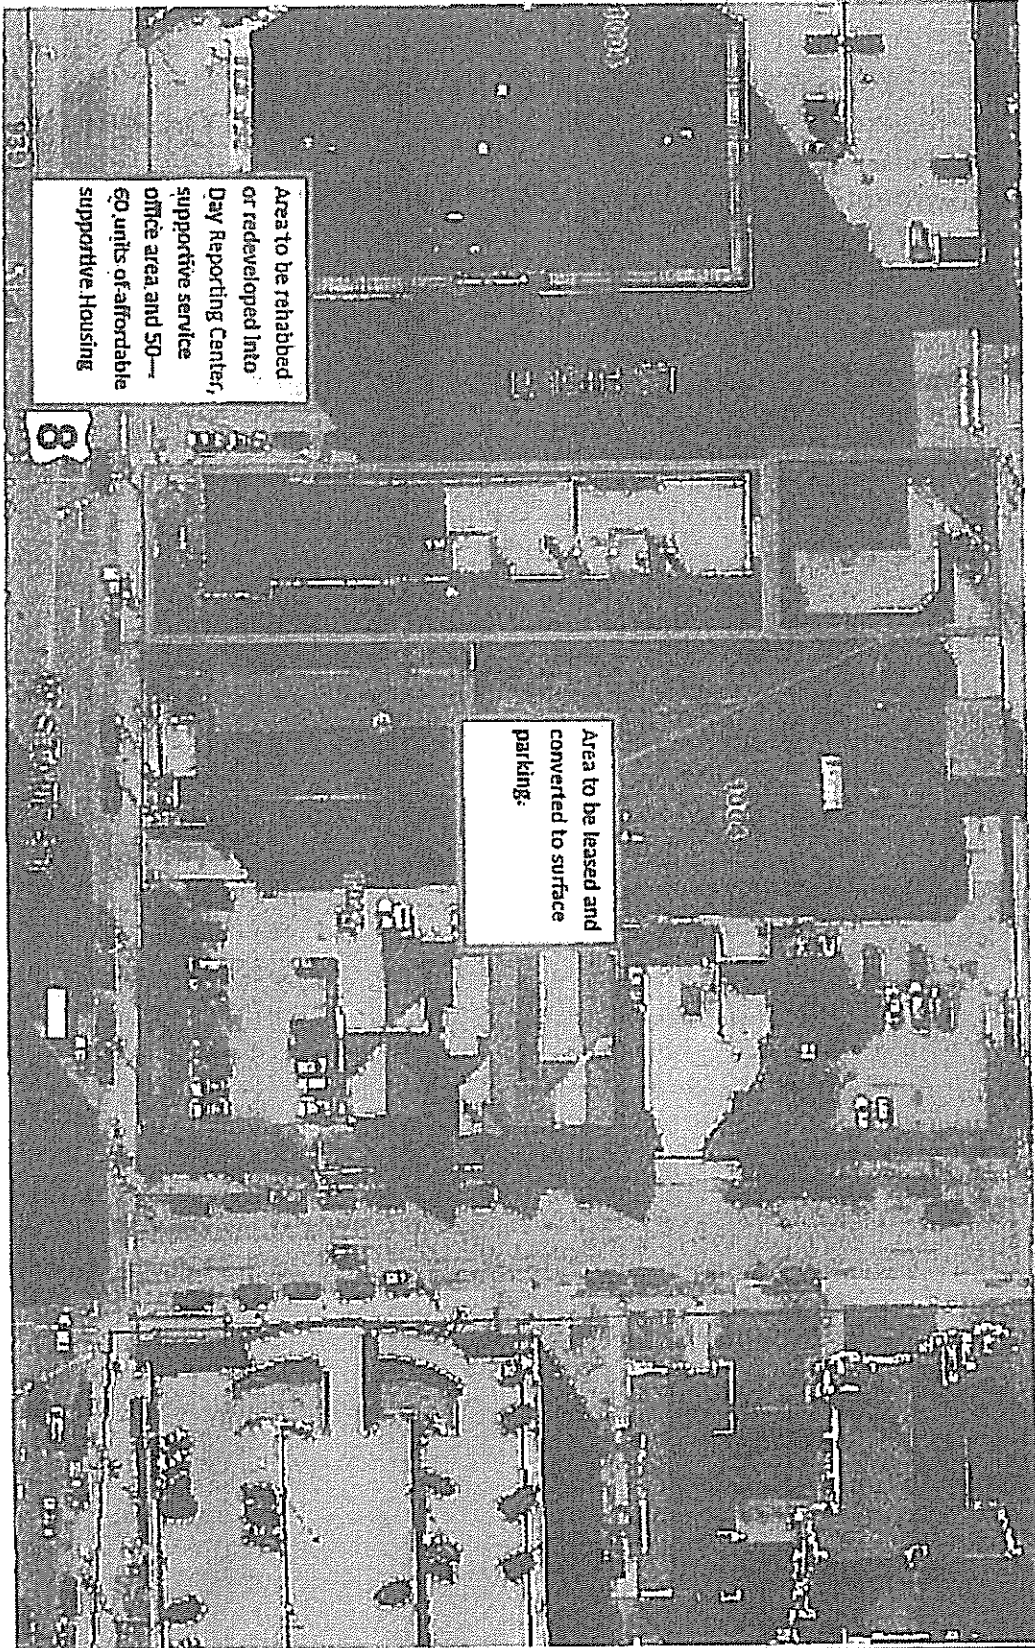 Area to be rehabbed
or redeveloped into
Day Reporting Center,
supportive service
office area and 50—
60 units of affordable
supportive Housing
8
Area to be leased and
converted to surface
parking.